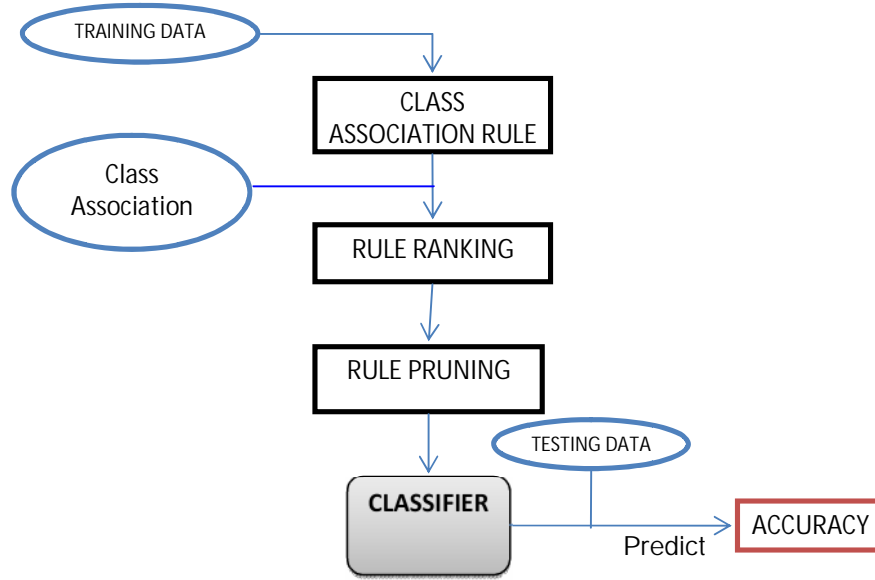 TRAINING DATA
CLASS
ASSOCIATION RULE
Class
Association
RULE RANKING
RULE PRUNING
TESTING DATA
CLASSIFIER
Predict
ACCURACY